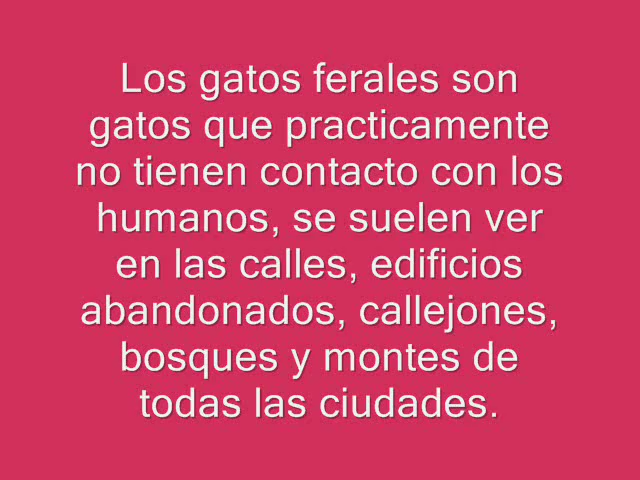 Los gatos ferales son
gatos que practicamente
no tienen contacto con los
humanos, se suelen ver
en las calles, edificios
abandonados, callejones,
bosques y montes de
todas las ciudades.